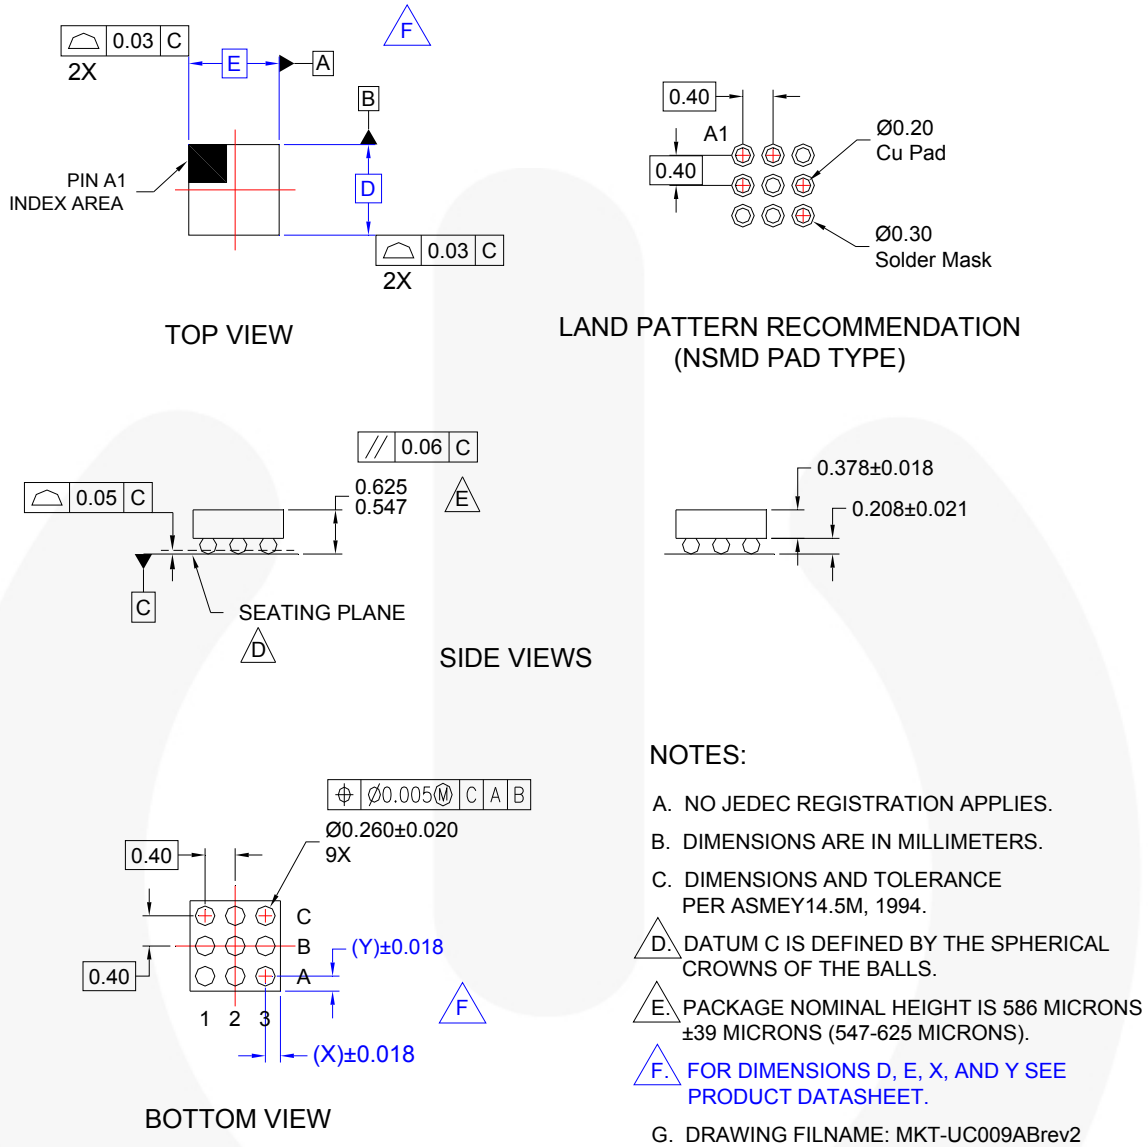 0.03 C
2X
E
A
F
B
D
PIN A1
INDEX AREA
0.03 C
2X
TOP VIEW
0.40
A1
0.40
Ø0.20
Cu Pad
Ø0.30
Solder Mask
LAND PATTERN RECOMMENDATION
(NSMD PAD TYPE)
// 0.06 C
0.05 C
0.625
0.547
E
C
SEATING PLANE
D
0.378±0.018
0.208±0.021
SIDE VIEWS
Ø0.005Ⓜ C A B
Ø0.260±0.020
9X
0.40
C
B
A
0.40
(Y)±0.018
1 2 3
F
(X)±0.018
BOTTOM VIEW
NOTES:
A. NO JEDEC REGISTRATION APPLIES.
B. DIMENSIONS ARE IN MILLIMETERS.
C. DIMENSIONS AND TOLERANCE
PER ASMEY14.5M, 1994.
D. DATUM C IS DEFINED BY THE SPHERICAL
CROWNS OF THE BALLS.
E. PACKAGE NOMINAL HEIGHT IS 586 MICRONS
±39 MICRONS (547-625 MICRONS).
F. FOR DIMENSIONS D, E, X, AND Y SEE
PRODUCT DATASHEET.
G. DRAWING FILNAME: MKT-UC009ABrev2